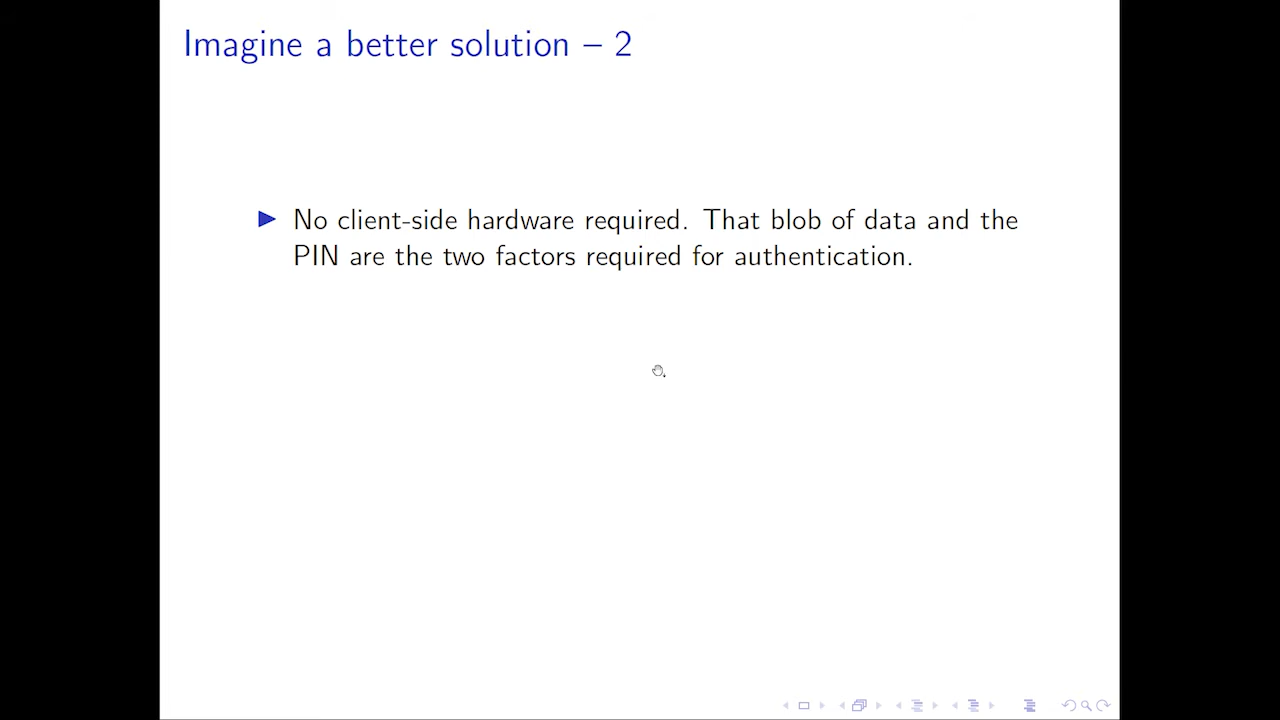 Imagine a better solution – 2
No client-side hardware required. That blob of data and the
PIN are the two factors required for authentication.